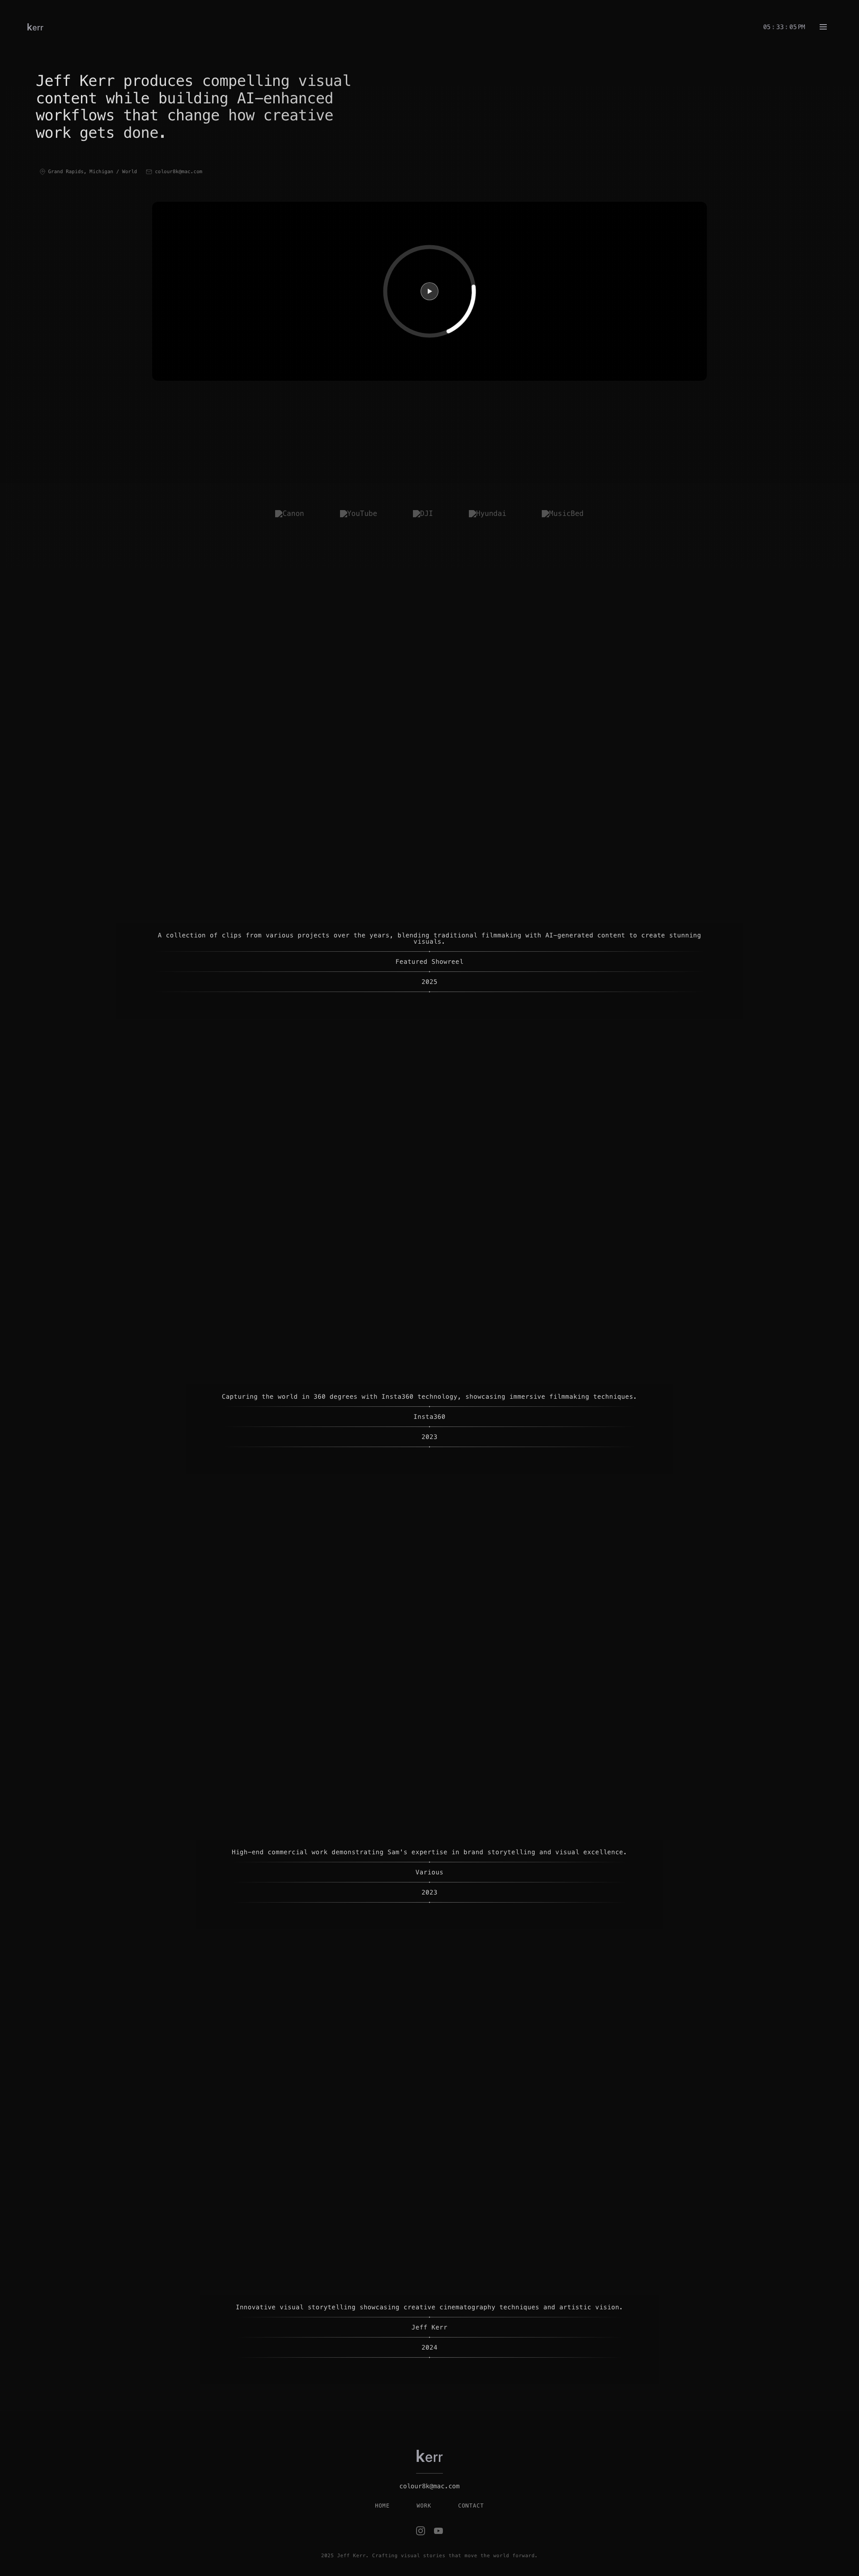 kerr
05:33:05PM
Jeff Kerr produces compelling visual
content while building AI-enhanced
workflows that change how creative
work gets done.
Grand Rapids, Michigan / World
colour8k@mac.com
Canon
YouTube
DJI
Hyundai
MusicBed
A collection of clips from various projects over the years, blending traditional filmmaking with AI-generated content to create stunning
visuals.
Featured Showreel
2025
Capturing the world in 360 degrees with Insta360 technology, showcasing immersive filmmaking techniques.
Insta360
2023
High-end commercial work demonstrating Sam's expertise in brand storytelling and visual excellence.
Various
2023
Innovative visual storytelling showcasing creative cinematography techniques and artistic vision.
Jeff Kerr
2024
kerr
colour8k@mac.com
HOME
WORK
CONTACT
2025 Jeff Kerr. Crafting visual stories that move the world forward.